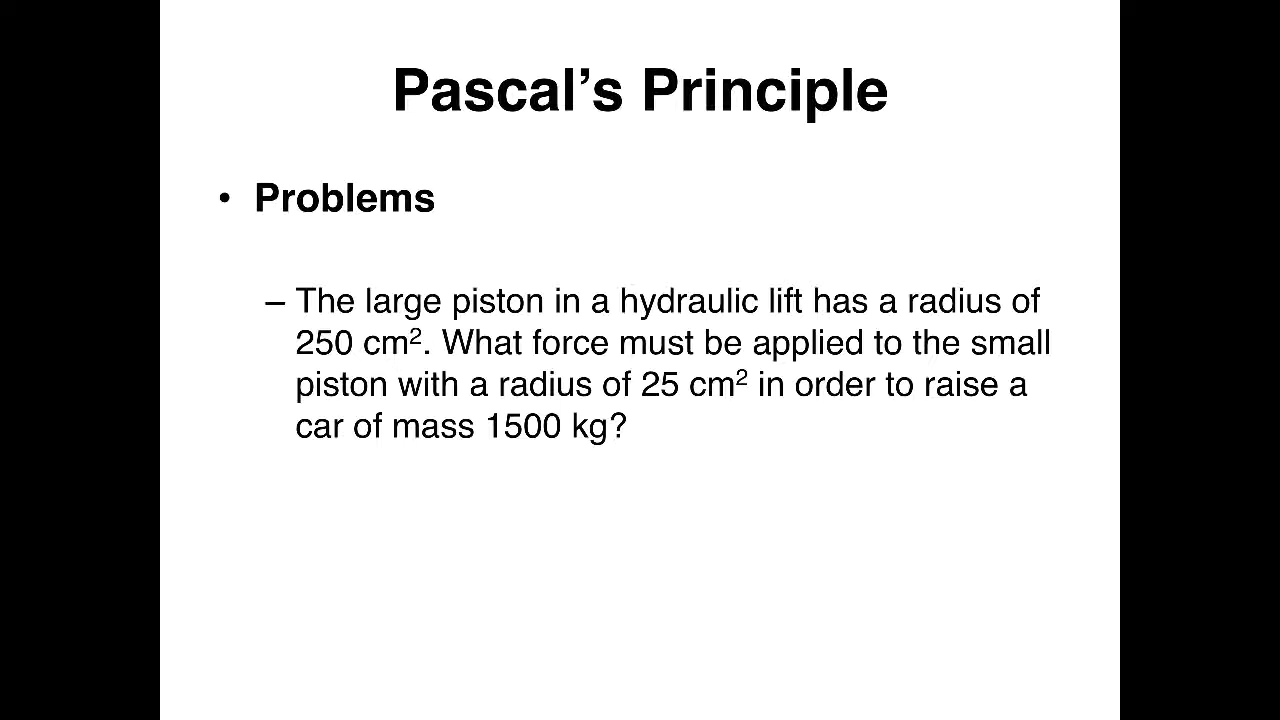 Pascal’s Principle
• Problems
– The large piston in a hydraulic lift has a radius of
250 cm². What force must be applied to the small
piston with a radius of 25 cm² in order to raise a
car of mass 1500 kg?